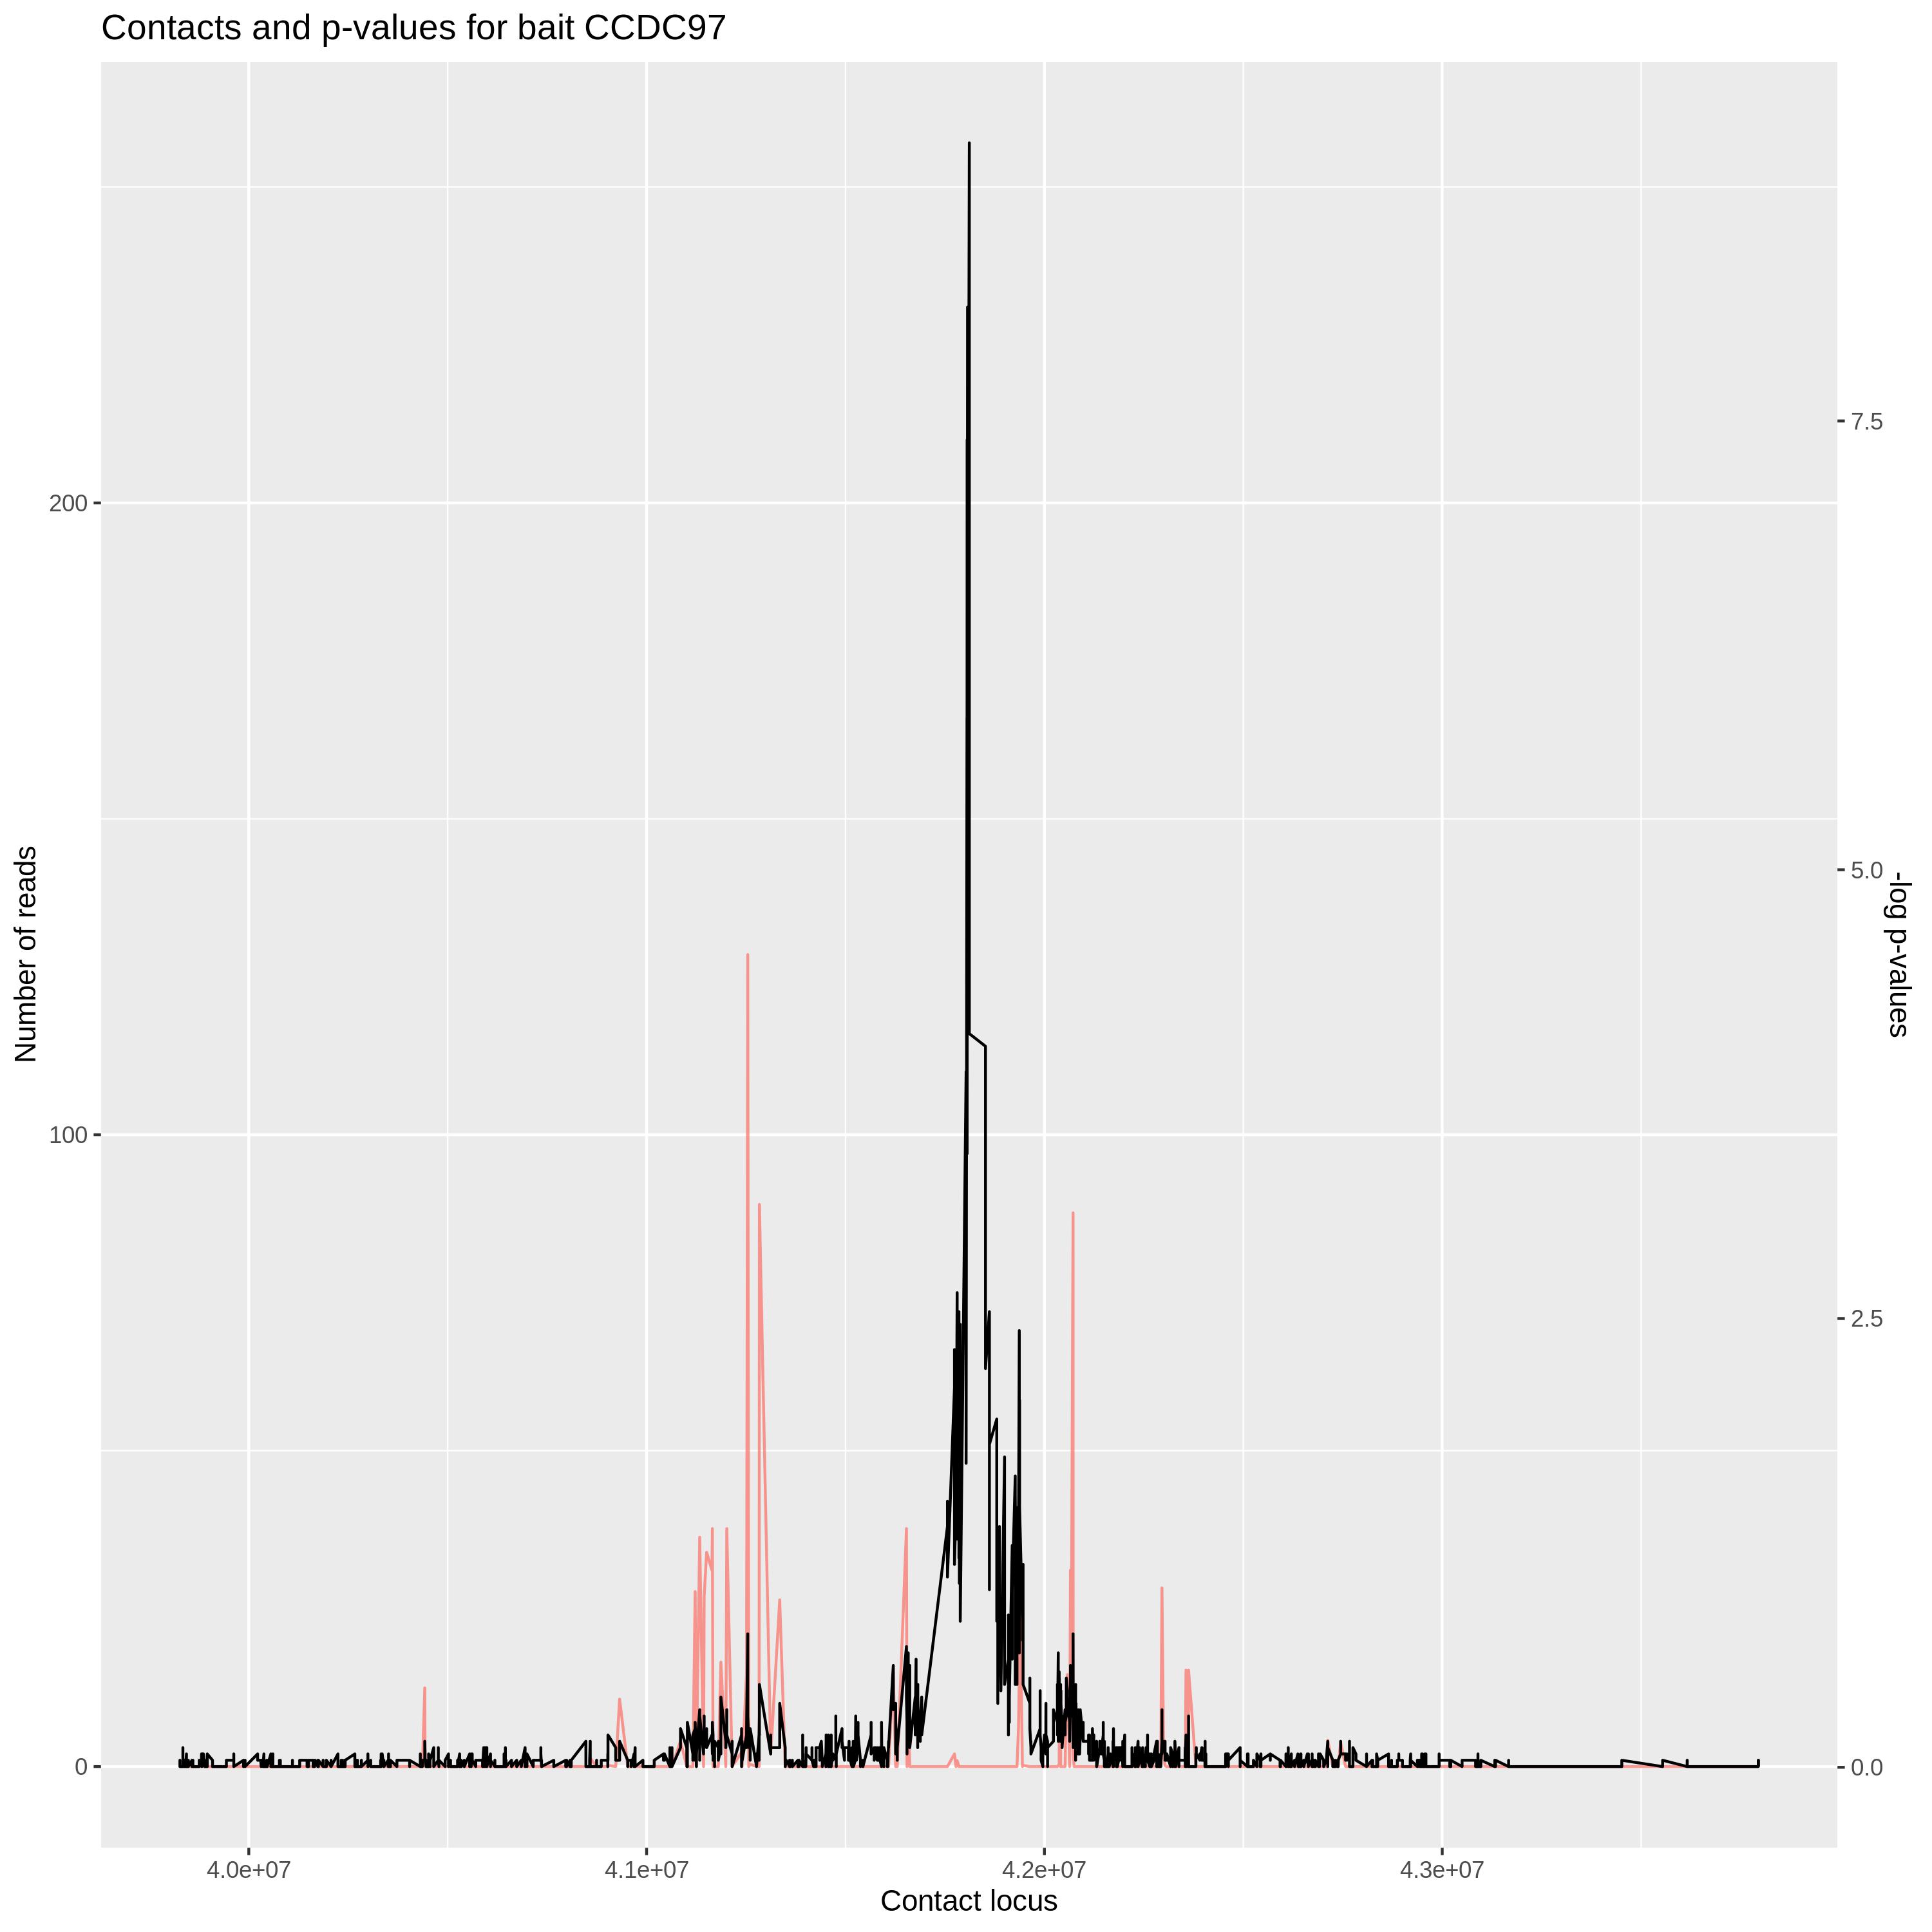 Contacts and p-values for bait CCDC97
Number of reads
200
100
0
7.5
5.0
2.5
0.0
-log p-values
4.0e+07
4.1e+07
4.2e+07
4.3e+07
Contact locus